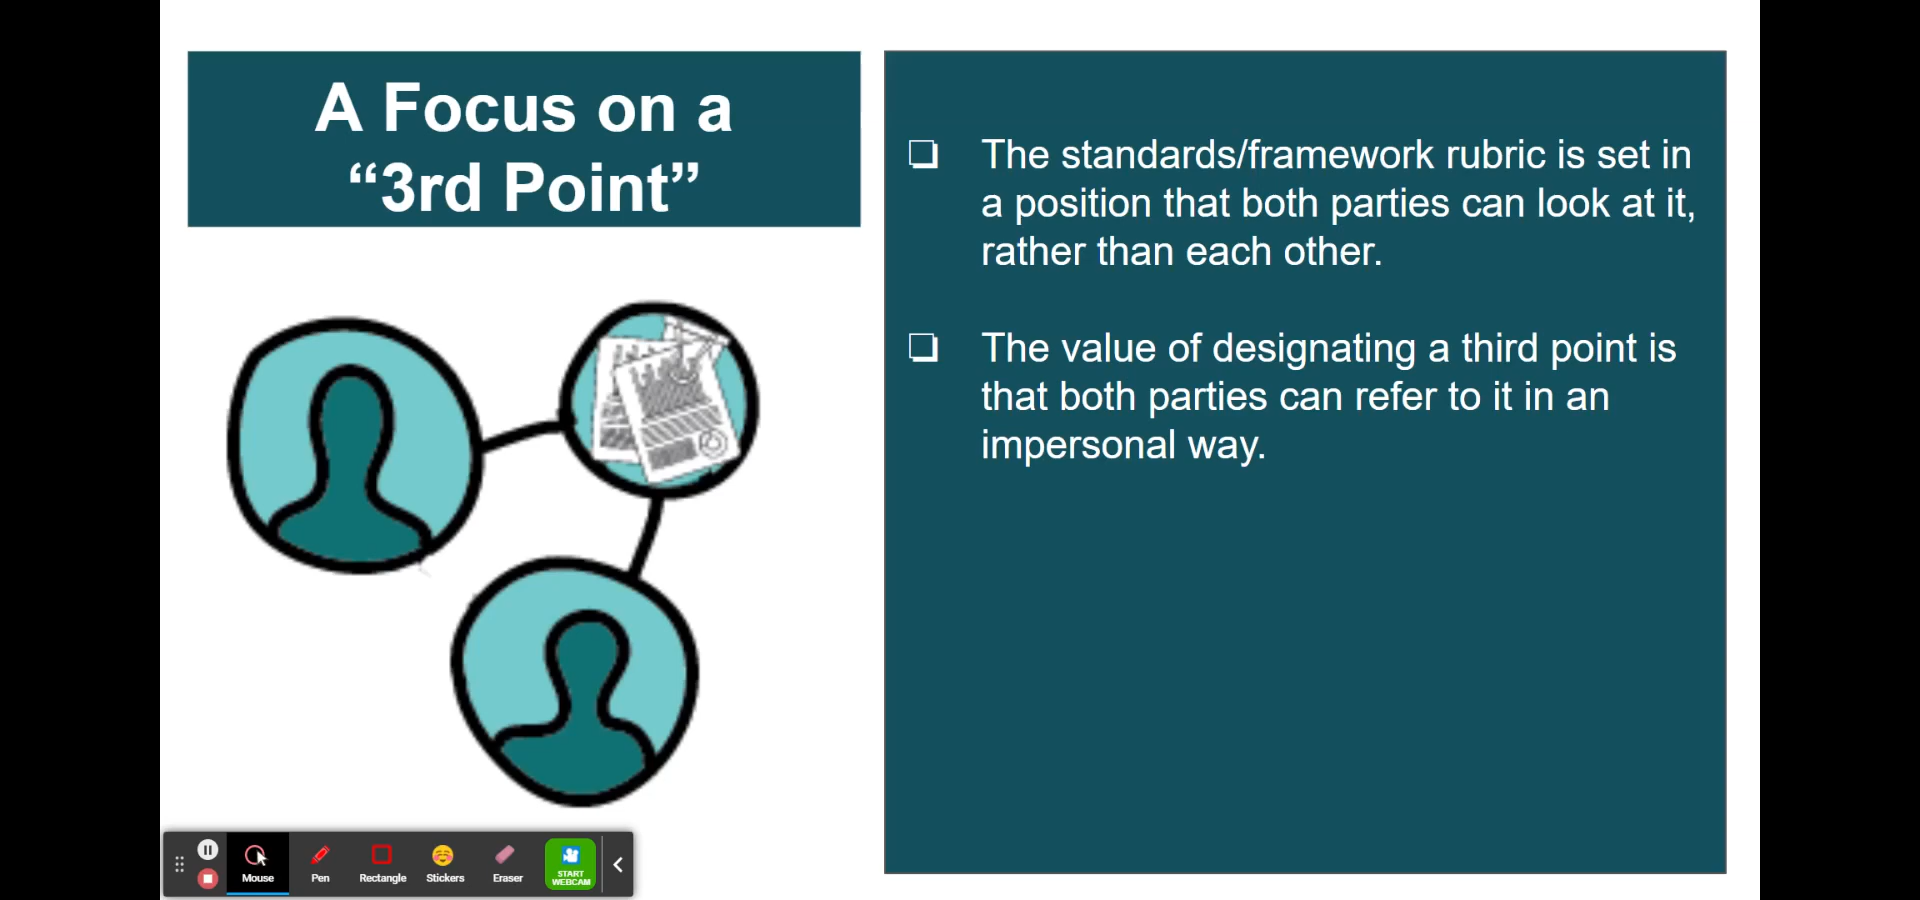 A Focus on a
“3rd Point”
❏ The standards/framework rubric is set in
a position that both parties can look at it,
rather than each other.
❏ The value of designating a third point is
that both parties can refer to it in an
impersonal way.
Mouse
Pen
Rectangle
Stickers
Eraser
START
WEBCAM